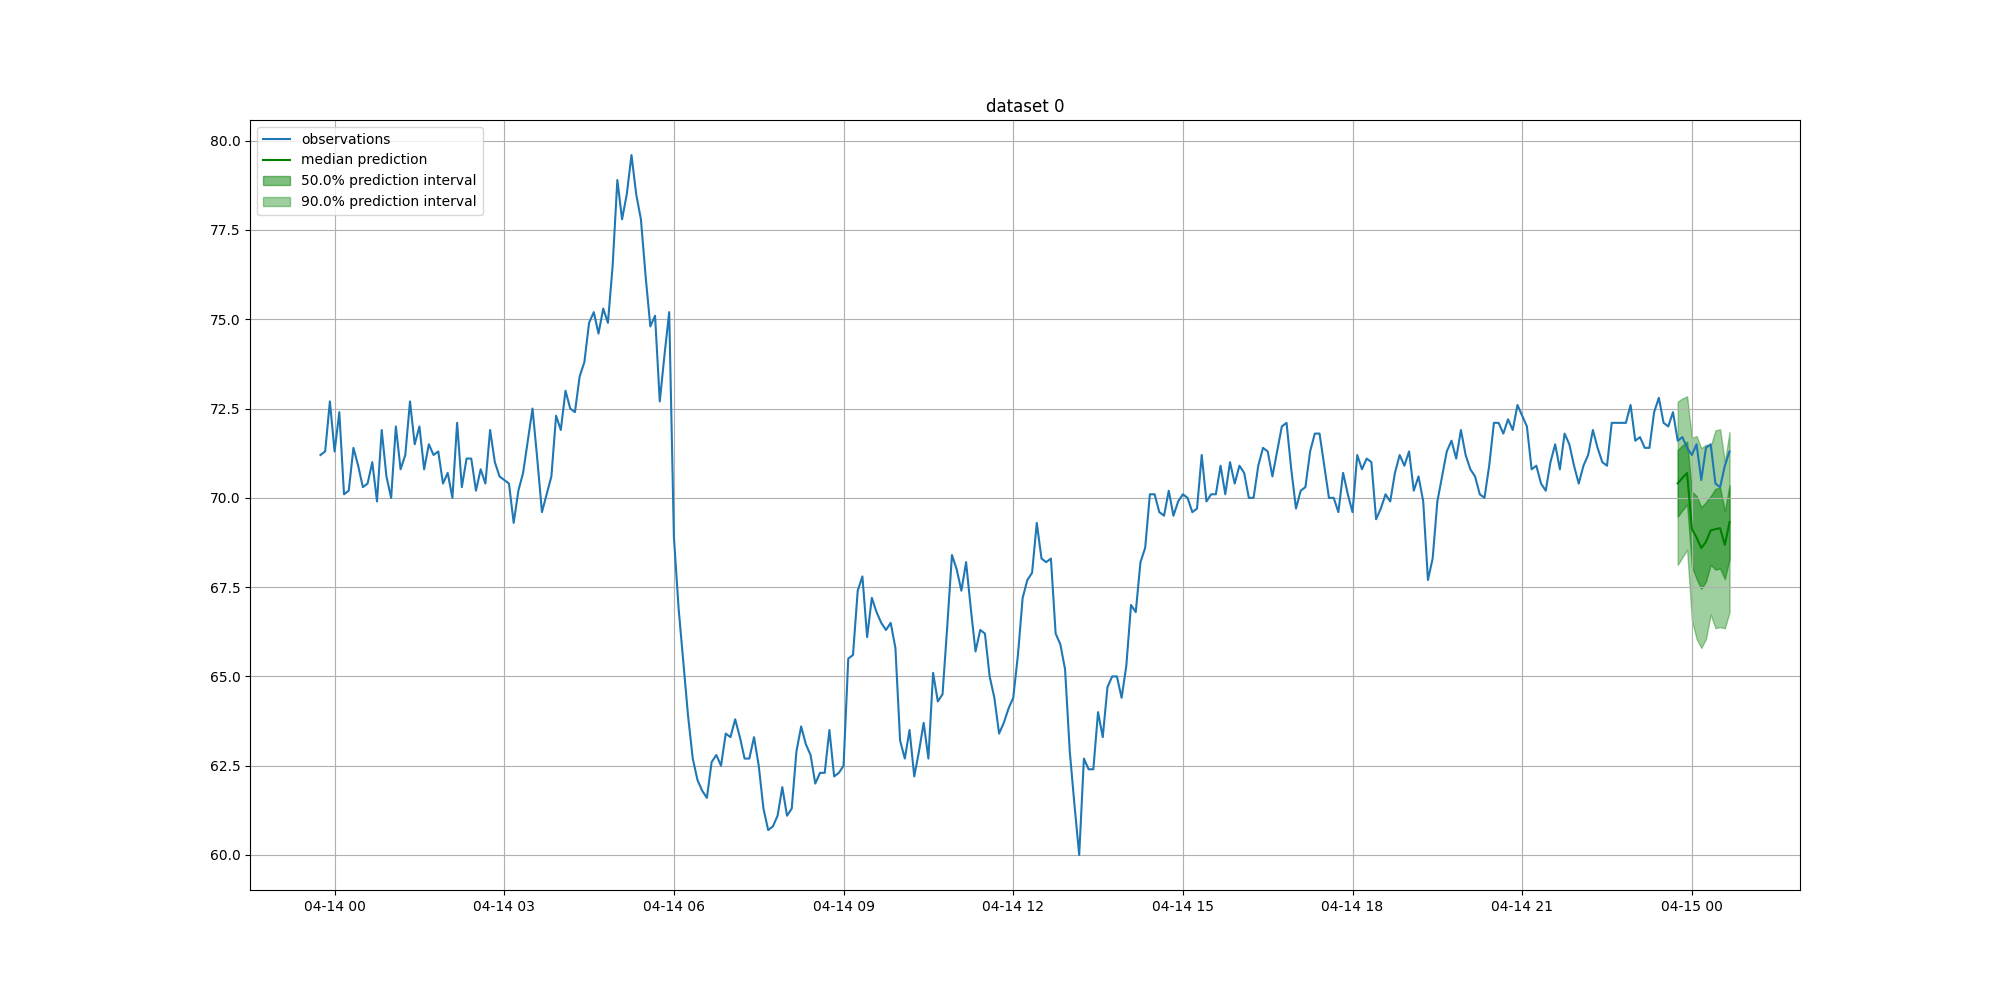 dataset 0
observations
median prediction
50.0% prediction interval
90.0% prediction interval
80.0
77.5
75.0
72.5
70.0
67.5
65.0
62.5
60.0
04-14 00 04-14 03 04-14 06 04-14 09 04-14 12 04-14 15 04-14 18 04-14 21 04-15 00